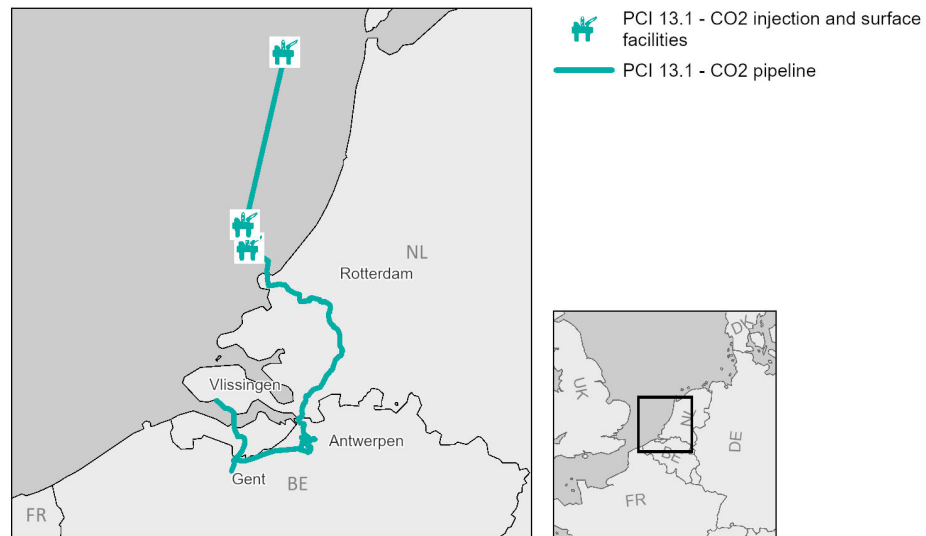 PCI 13.1 - CO2 injection and surface
facilities
PCI 13.1 - CO2 pipeline
NL
Rotterdam
Vlissingen
Antwerpen
Gent
BE
FR
DK
UK
NL
DE
BE
FR